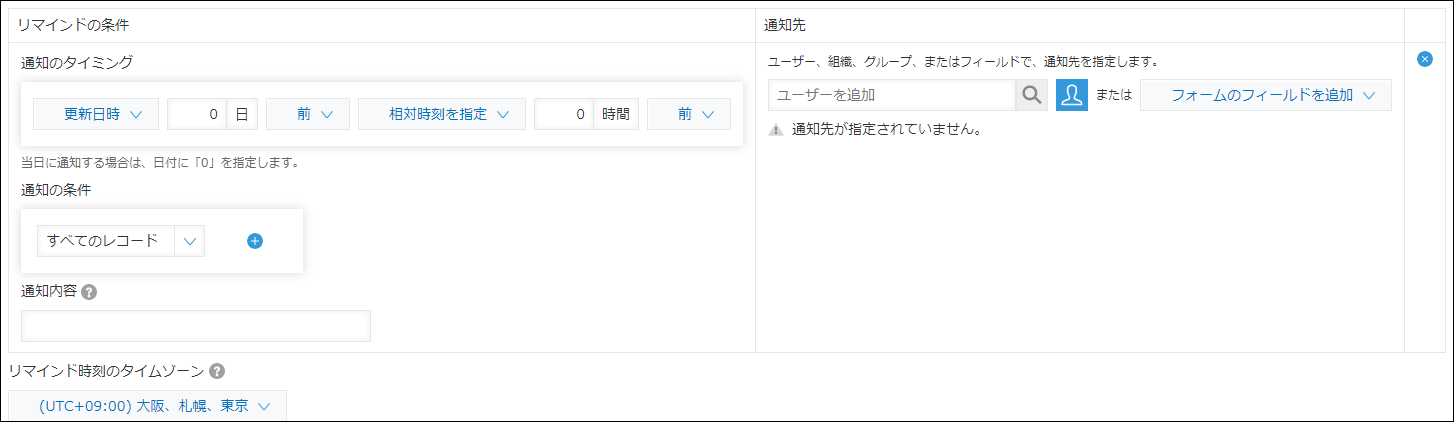 リマインドの条件
通知先
通知のタイミング
更新日時 0 日 前 相対時刻を指定 0 時間 前
当日に通知する場合は、日付に「0」を指定します。
通知の条件
すべてのレコード
通知内容 ?
ユーザー、組織、グループ、またはフィールドで、通知先を指定します。
ユーザーを追加 または フォームのフィールドを追加
通知先が指定されていません。
リマインド時刻のタイムゾーン ?
(UTC+09:00) 大阪、札幌、東京